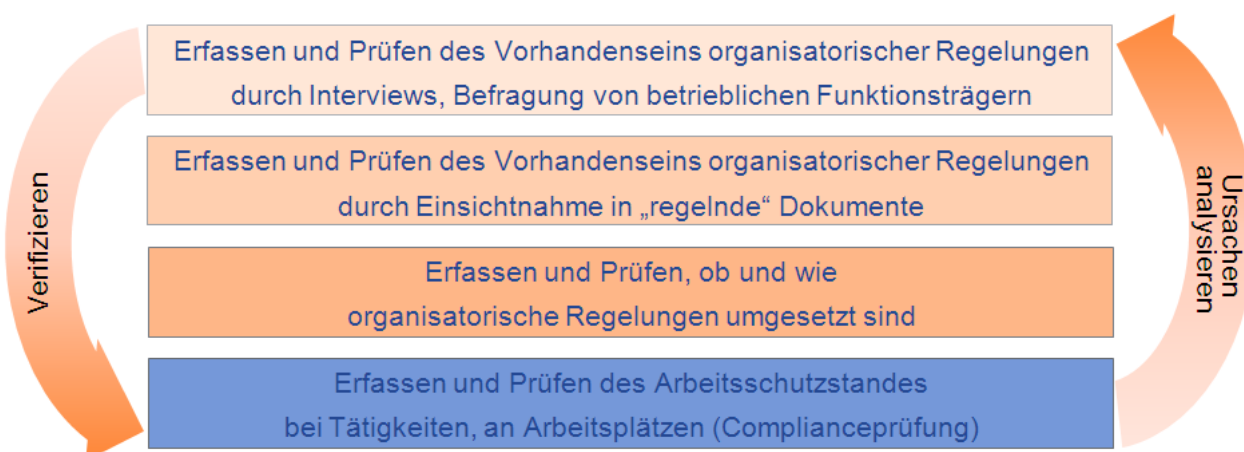 Erfassen und Prüfen des Vorhandenseins organisatorischer Regelungen
durch Interviews, Befragung von betrieblichen Funktionsträgern
Erfassen und Prüfen des Vorhandenseins organisatorischer Regelungen
durch Einsichtnahme in „regelnde“ Dokumente
Erfassen und Prüfen, ob und wie
organisatorische Regelungen umgesetzt sind
Erfassen und Prüfen des Arbeitsschutzstandes
bei Tätigkeiten, an Arbeitsplätzen (Complianceprüfung)
Verifizieren
Ursachen
analysieren